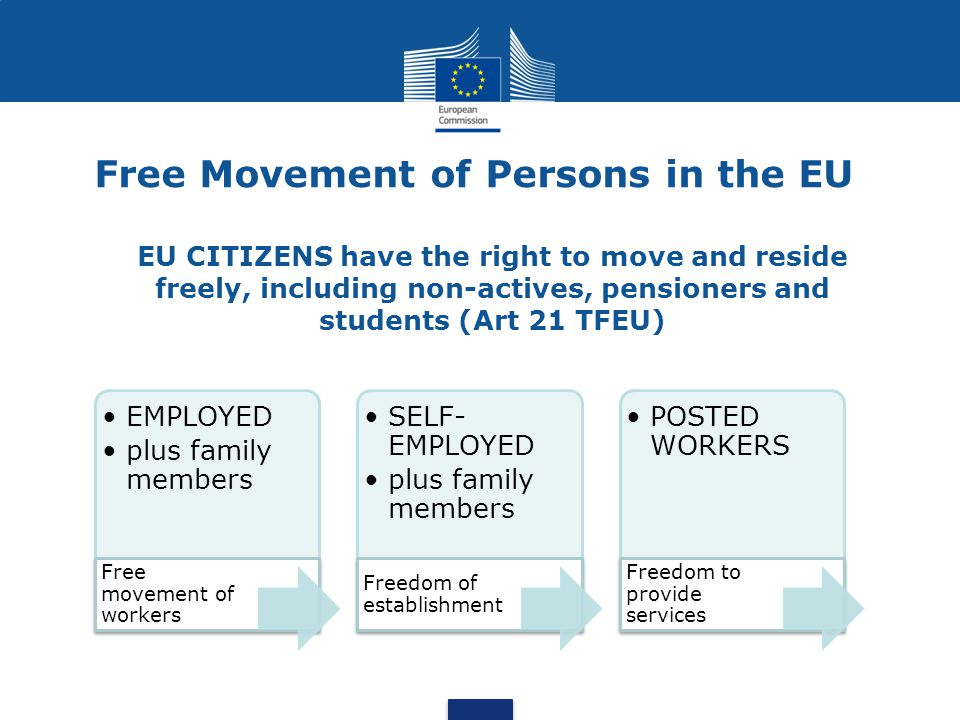 European
Commission
Free Movement of Persons in the EU
EU CITIZENS have the right to move and reside
freely, including non-actives, pensioners and
students (Art 21 TFEU)
• EMPLOYED
• plus family
members
Free
movement of
workers
• SELF-
EMPLOYED
• plus family
members
Freedom of
establishment
• POSTED
WORKERS
Freedom to
provide
services